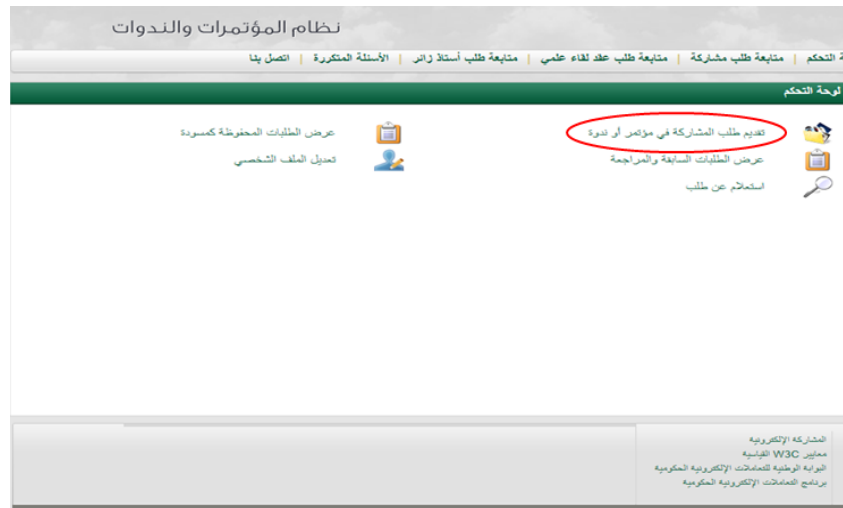 نظام المؤتمرات والندوات
ة التحكم | متابعة طلب مشاركة | متابعة طلب عقد لقاء علمي | متابعة طلب أستاذ زائر | الأسئلة المتكررة | اتصل بنا
لوحة التحكم
تقديم طلب المشاركة في مؤتمر أو ندوة
عرض الطلبات المحفوظة كمسودة
عرض الطلبات السابقة والمراجعة
تعديل الملف الشخصي
استعلام عن طلب
المشاركة الإلكترونية
معايير W3C القياسية
البوابة الوطنية للتعاملات الإلكترونية الحكومية
برنامج التعاملات الإلكترونية الحكومية